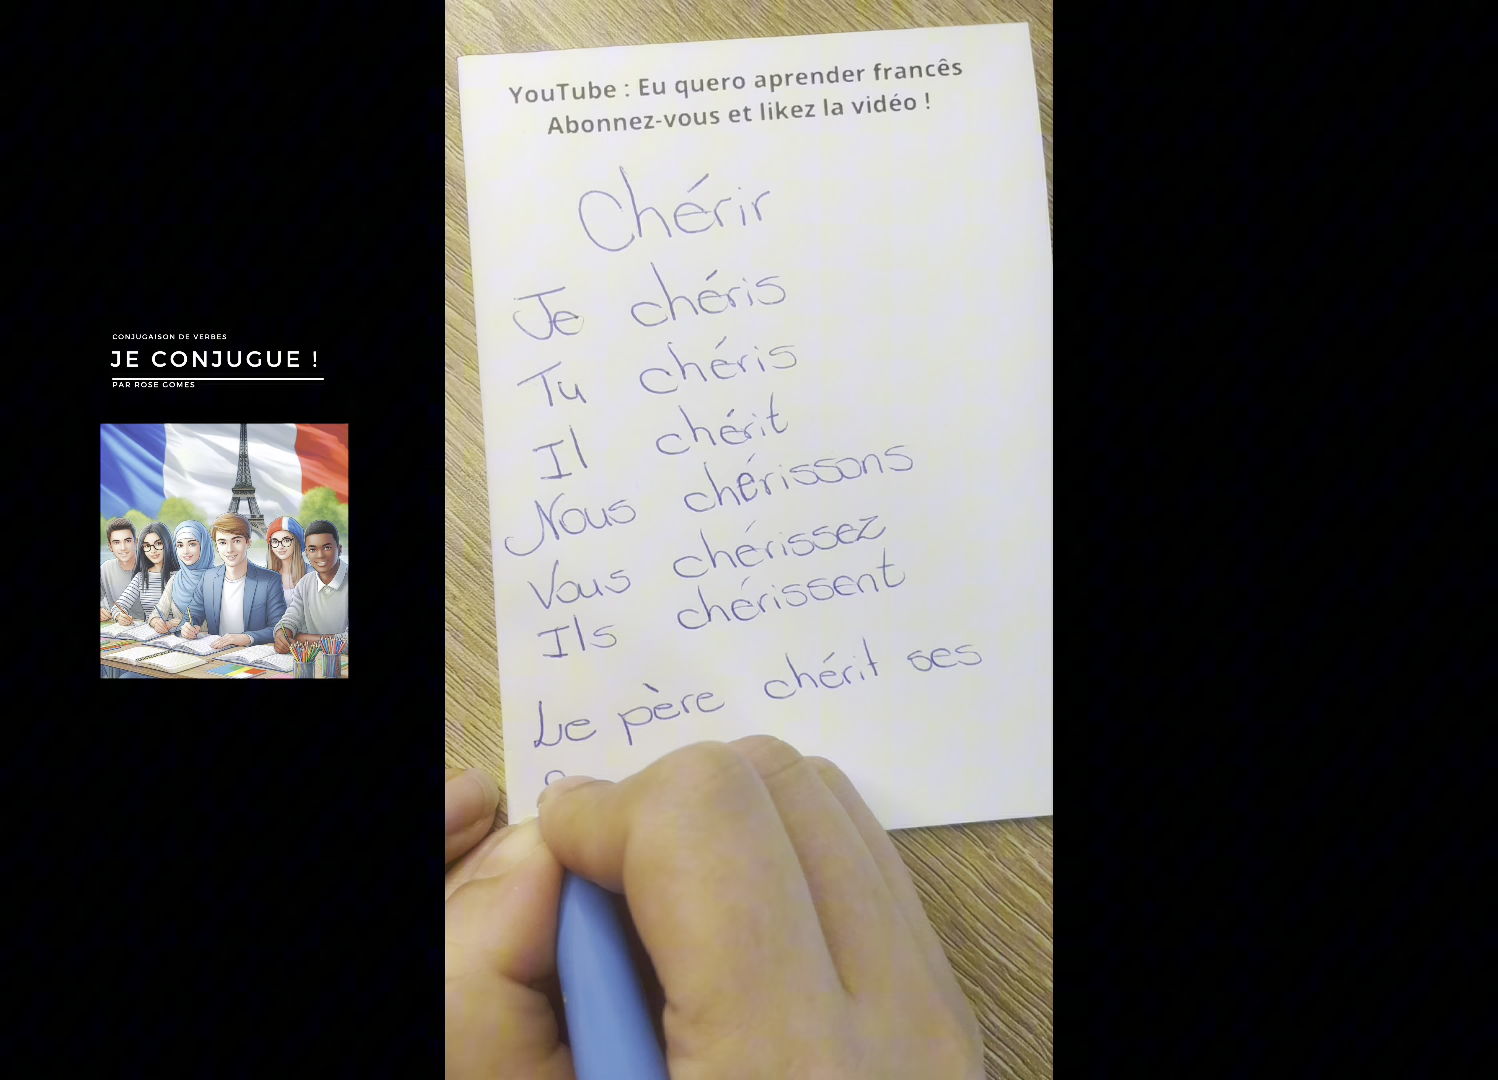 CONJUGAISON DE VERBES
JE CONJUGUE !
PAR ROSE GOMES
YouTube : Eu quero aprender francês
Abonnez-vous et likez la vidéo !
Chérir
Je chéris
Tu chéris
Il chérit
Nous chérissons
Vous chérissez
Ils chérissent
Le père chérit ses